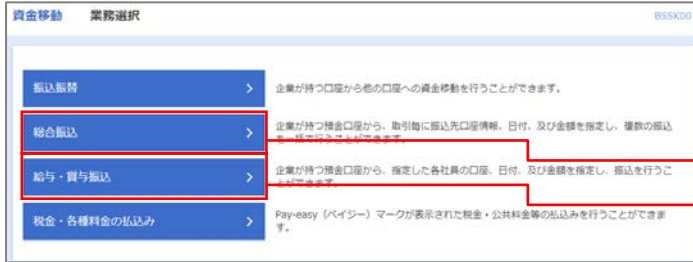 資金移動 業務選択
BSSK00
振込振替
企業が持つ口座から他の口座への資金移動を行うことができます。
総合振込
企業が持つ預金口座から、取引毎に振込先口座情報、日付、及び金額を指定し、複数の振込
を一括で行うことができます。
給与・賞与振込
企業が持つ預金口座から、指定した各社員の口座、日付、及び金額を指定し、振込を行うこ
とができます。
税金・各種料金の払込み
Pay-easy（ペイジー）マークが表示された税金・公共料金等の払込みを行うことができま
す。